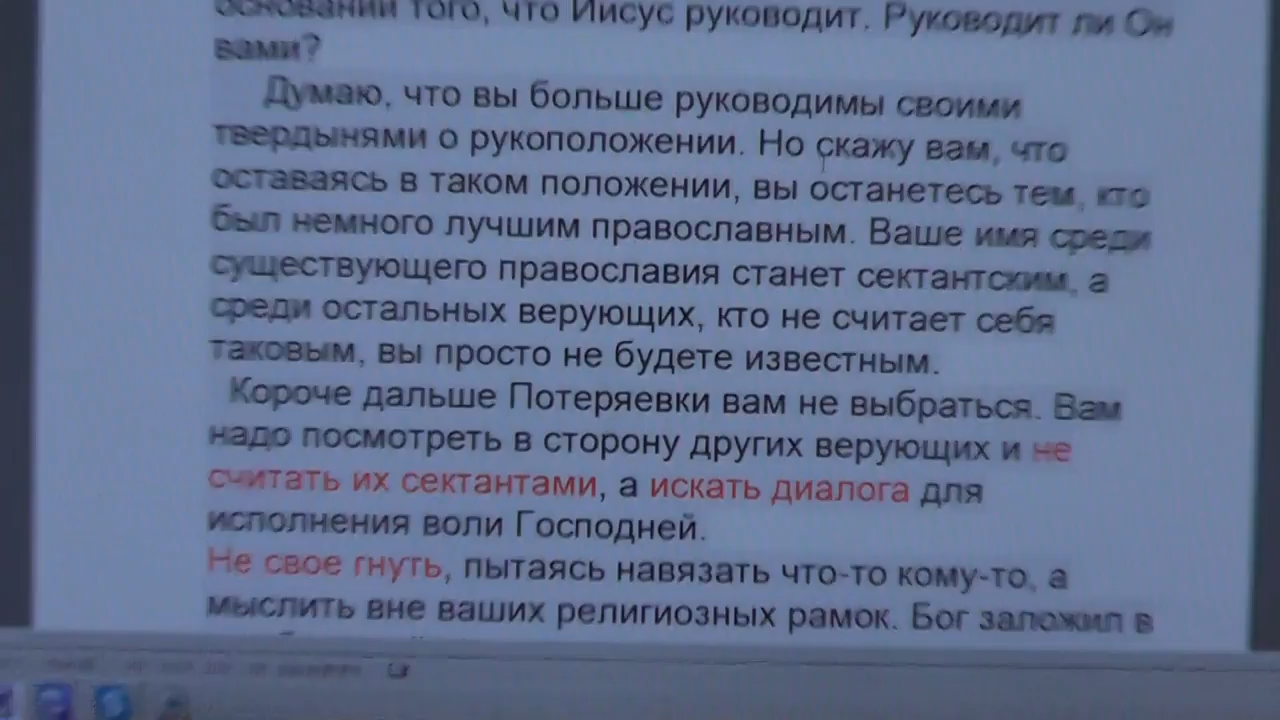 основании того, что Иисус руководит. Руководит ли Он
вами?
Думаю, что вы больше руководимы своими
твердынями о рукоположении. Но скажу вам, что
оставаясь в таком положении, вы останетесь тем, кто
был немного лучшим православным. Ваше имя среди
существующего православия станет сектантским, а
среди остальных верующих, кто не считает себя
таковым, вы просто не будете известным.
Короче дальше Потеряевки вам не выбраться. Вам
надо посмотреть в сторону других верующих и не
считать их сектантами, а искать диалога для
исполнения воли Господней.
Не свое гнуть, пытаясь навязать что-то кому-то, а
мыслить вне ваших религиозных рамок. Бог заложил в